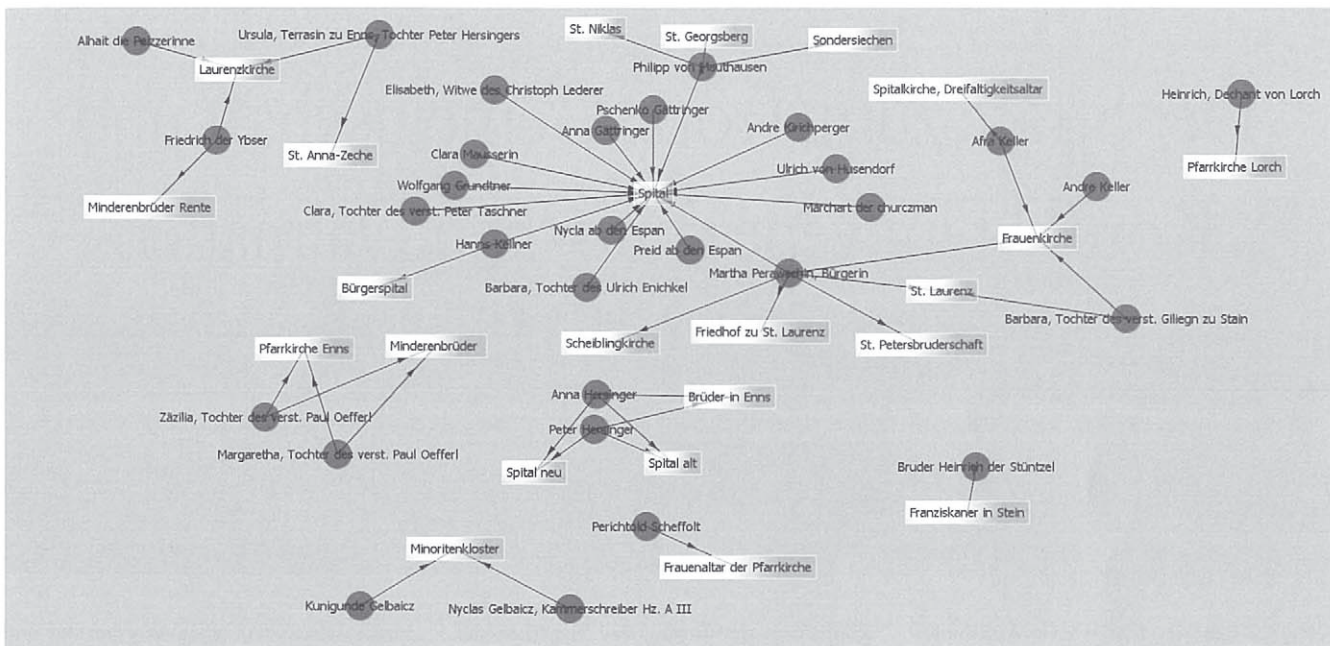 St. Niklas
Alhait die Pelzzerinne
Ursula, Terrasin zu Enns, Tochter Peter Hersingers
St. Georgsberg
Sondersiechen
Laurenzkirche
Philipp von Mauthausen
Elisabeth, Witwe des Christoph Lederer
Spitalkirche, Dreifaltigkeitsaltar
Heinrich, Dechant von Lorch
Pschenko Gättringer
Anna Gättringer
Andre Kirichperger
Friedrich der Ybser
Afra Keller
St. Anna-Zeche
Clara Mausserin
Pfarrkirche Lorch
Ulrich von Husendorf
Wolfgang Grundtner
Spital
Andre Keller
Minderenbrüder Rente
Clara, Tochter des verst. Peter Taschner
Marchart der churczman
Nycla ab den Espan
Hanns Kellner
Preid ab den Espan
Frauenkirche
Martha Perawschin, Bürgerin
Bürgerspital
Barbara, Tochter des Ulrich Enichkel
St. Laurenz
Barbara, Tochter des verst. Giliegn zu Stain
Friedhof zu St. Laurenz
Scheiblingkirche
St. Petersbruderschaft
Pfarrkirche Enns
Minderenbrüder
Anna Hersinger
Brüder in Enns
Zäzilia, Tochter des verst. Paul Oefferl
Peter Hersinger
Margaretha, Tochter des verst. Paul Oefferl
Spital alt
Spital neu
Bruder Heinrich der Stüntzel
Franziskaner in Stein
Perichtold Scheffolt
Minoritenkloster
Frauenaltar der Pfarrkirche
Kunigunde Gelbaicz
Nyclas Gelbaicz, Kammerschreiber Hz. A III